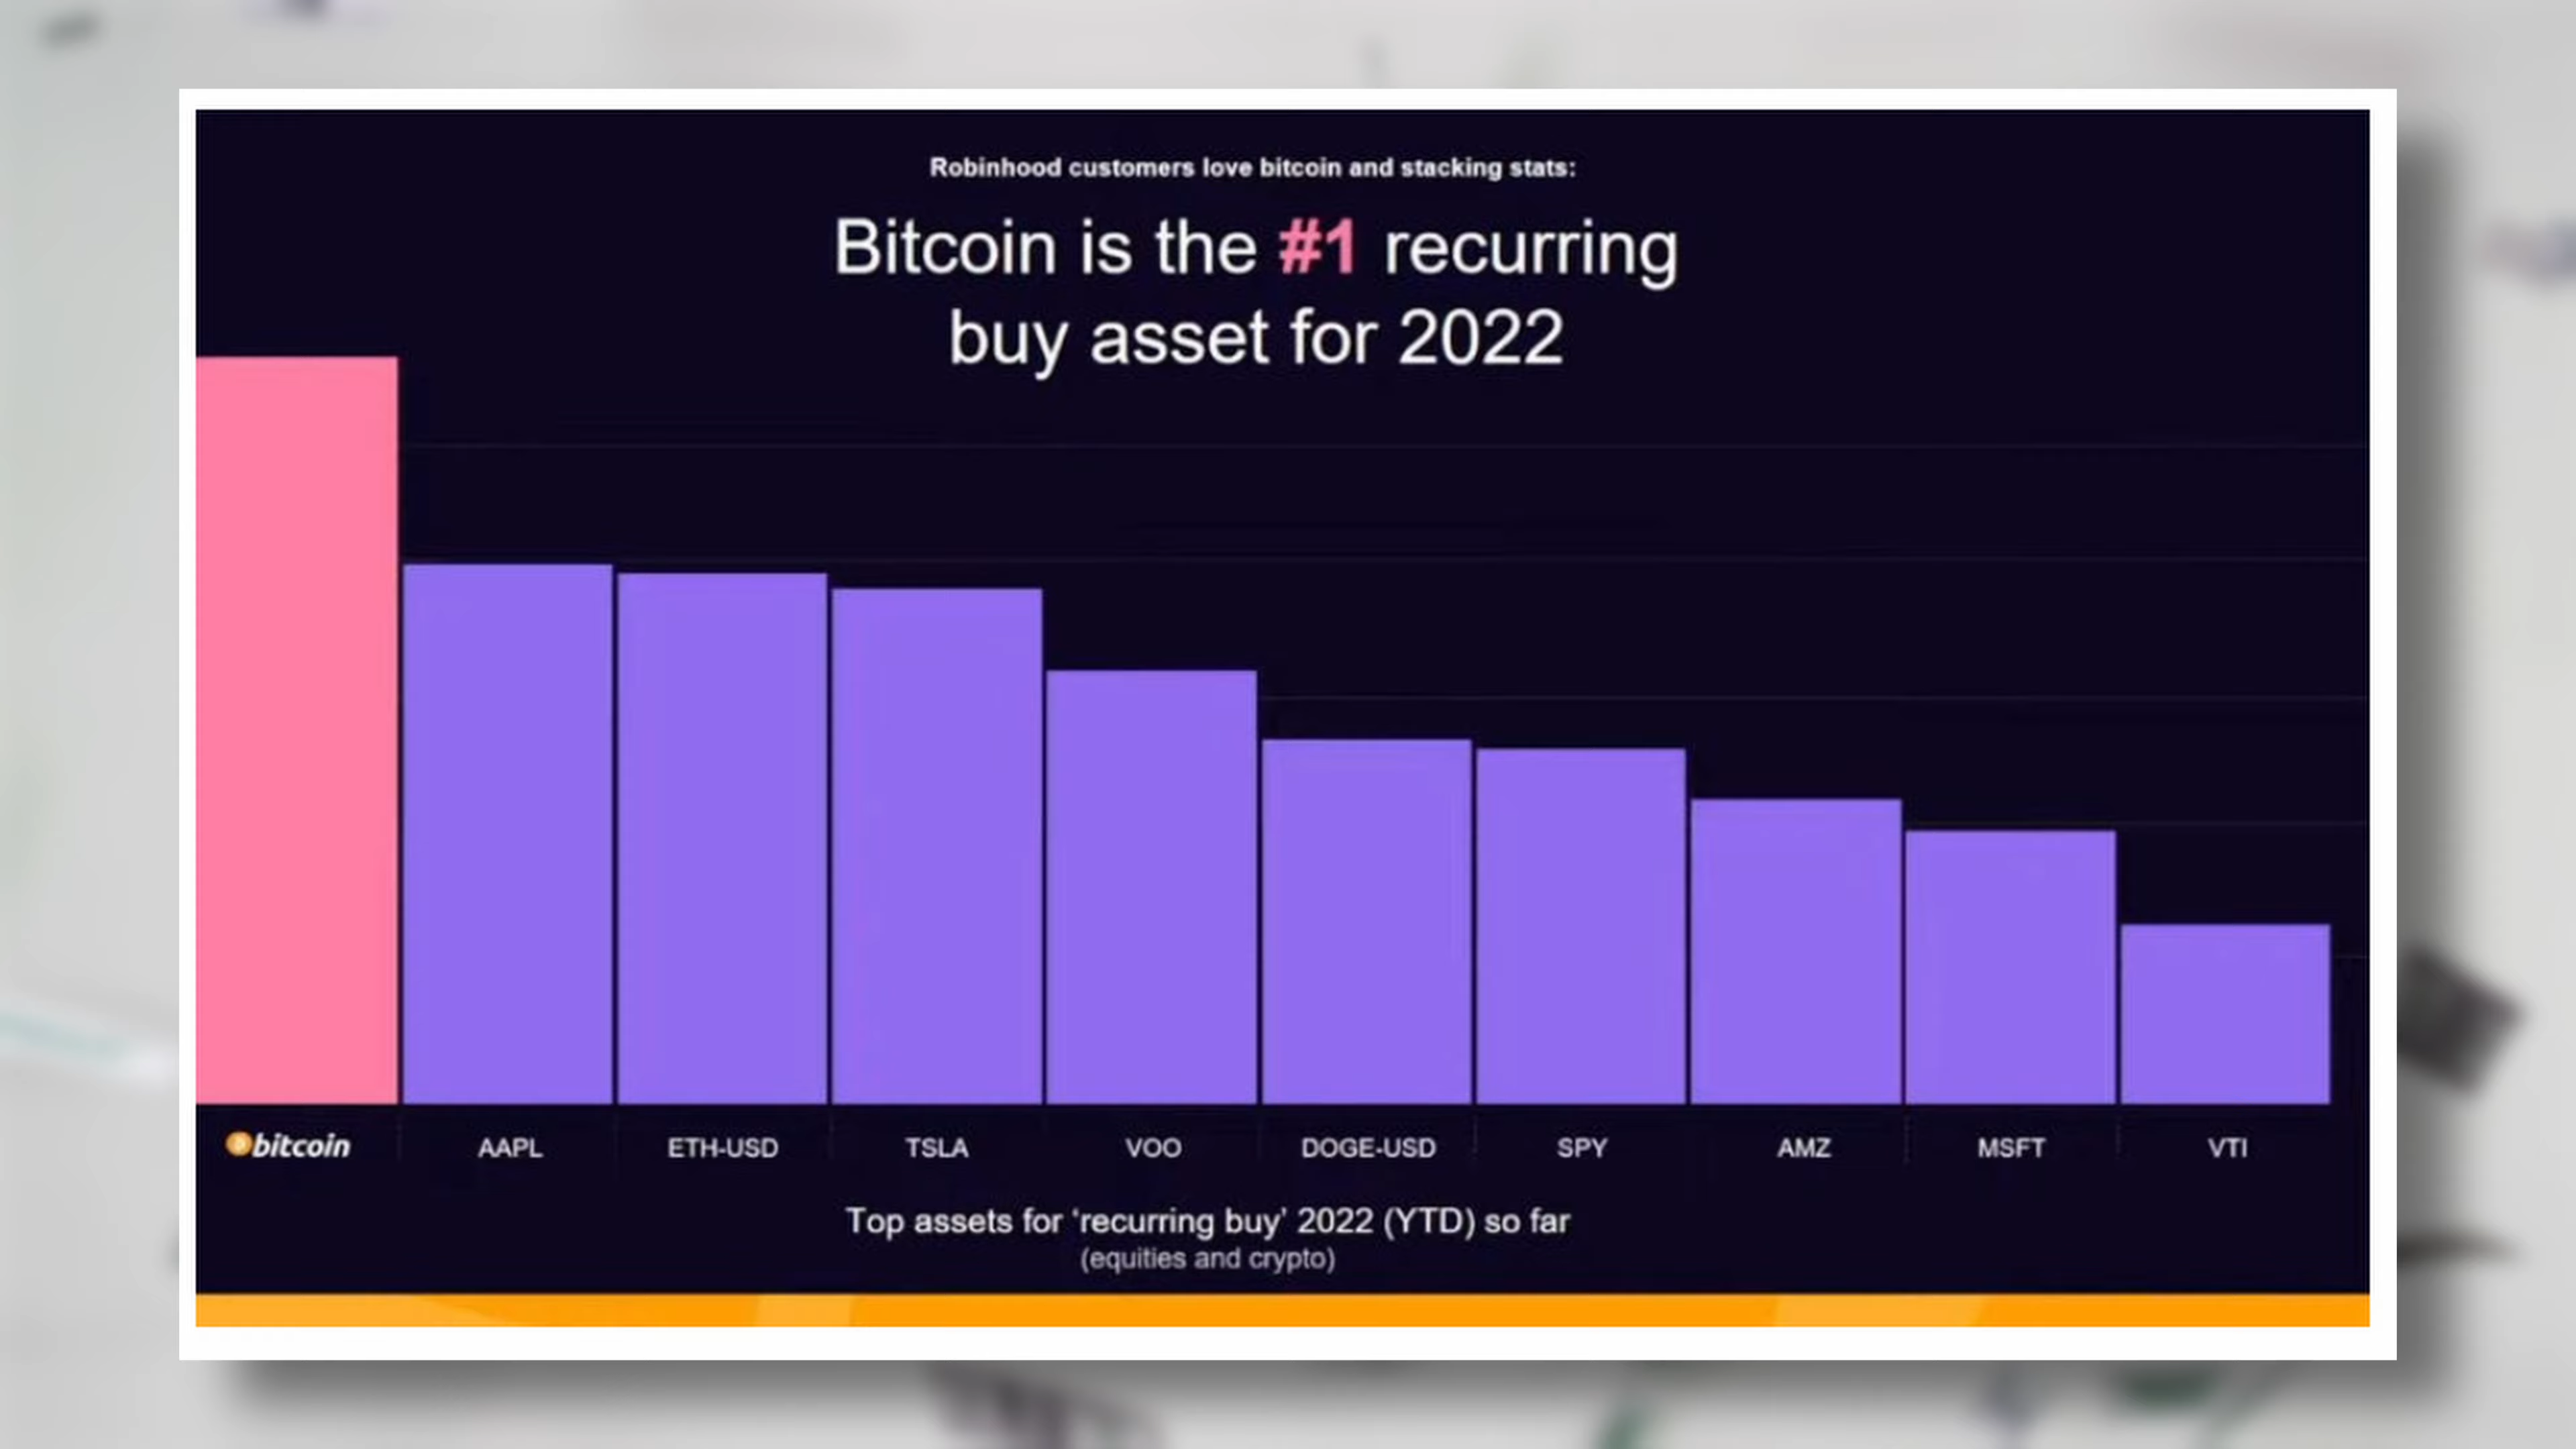 Robinhood customers love bitcoin and stacking stats:
Bitcoin is the #1 recurring
buy asset for 2022
bitcoin AAPL ETH-USD TSLA VOO DOGE-USD SPY AMZ MSFT VTI
Top assets for ‘recurring buy’ 2022 (YTD) so far
(equities and crypto)